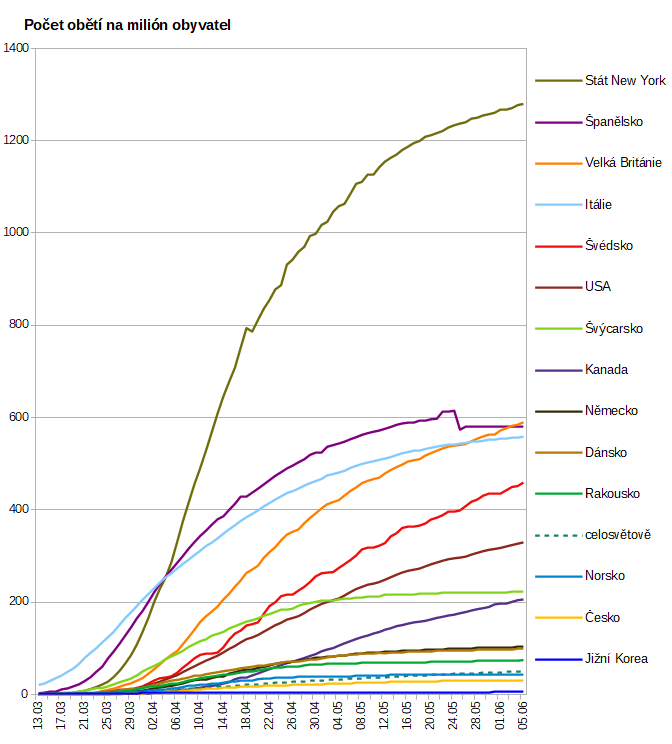 Počet obětí na milión obyvatel
1400
1200
1000
800
600
400
200
0
13.03
17.03
21.03
25.03
29.03
02.04
06.04
10.04
14.04
18.04
22.04
26.04
30.04
04.05
08.05
12.05
16.05
20.05
24.05
28.05
01.06
05.06
Stát New York
Španělsko
Velká Británie
Itálie
Švédsko
USA
Švýcarsko
Kanada
Německo
Dánsko
Rakousko
celosvětově
Norsko
Česko
Jižní Korea